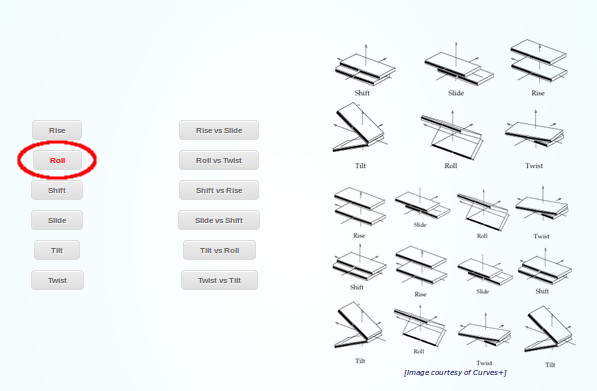 Rise
Roll
Shift
Slide
Tilt
Twist
Rise vs Slide
Roll vs Twist
Shift vs Rise
Slide vs Shift
Tilt vs Roll
Twist vs Tilt
Shift Slide Rise
Tilt Roll Twist
Rise Slide Roll Twist
Shift Rise Slide Shift
Tilt Roll Twist Tilt
[Image courtesy of Curves+]